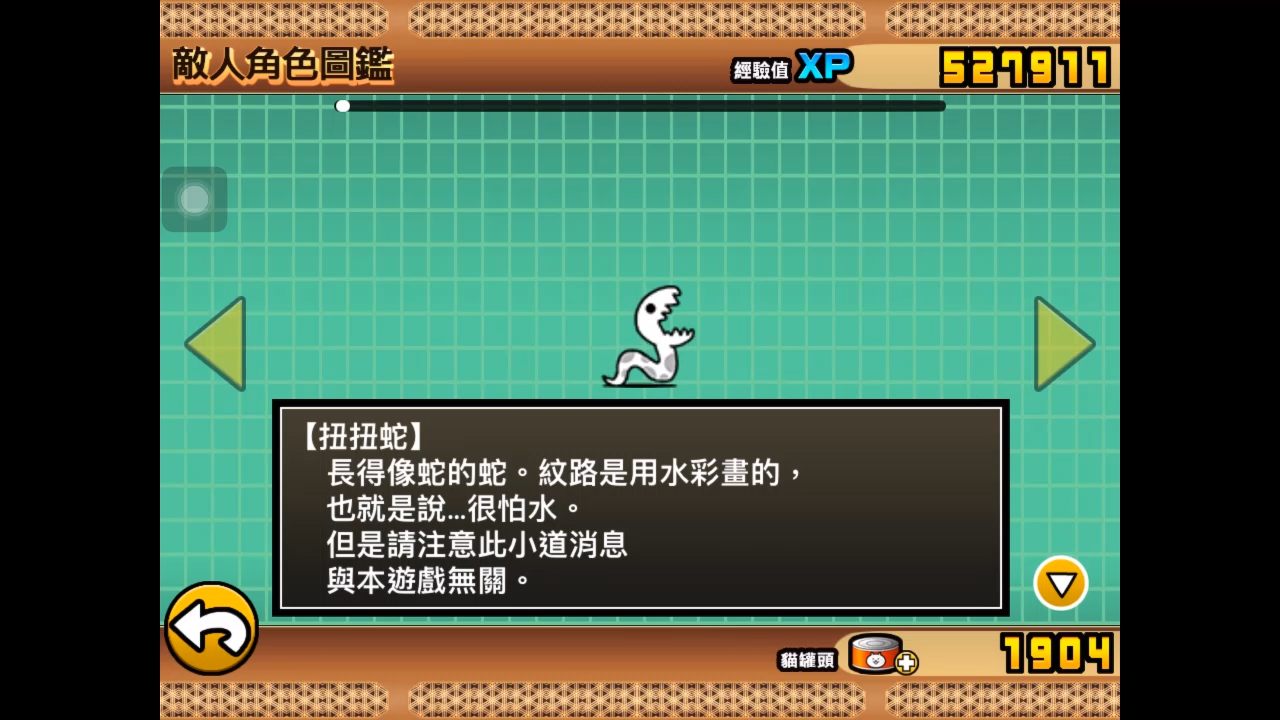 敵人角色圖鑑
經驗值 XP 527911
【扭扭蛇】
長得像蛇的蛇。紋路是用水彩畫的，
也就是說...很怕水。
但是請注意此小道消息
與本遊戲無關。
貓罐頭 1904